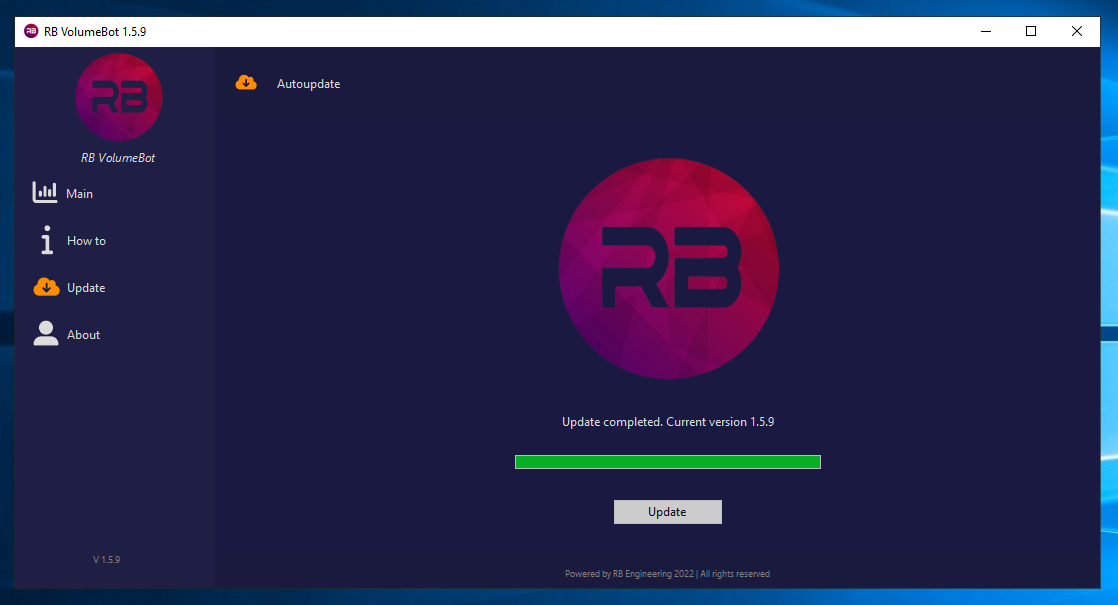 RB VolumeBot 1.5.9
RB
RB VolumeBot
Main
How to
Update
About
V 1.5.9
Autoupdate
RB
Update completed. Current version 1.5.9
Update
Powered by RB Engineering 2022 | All rights reserved